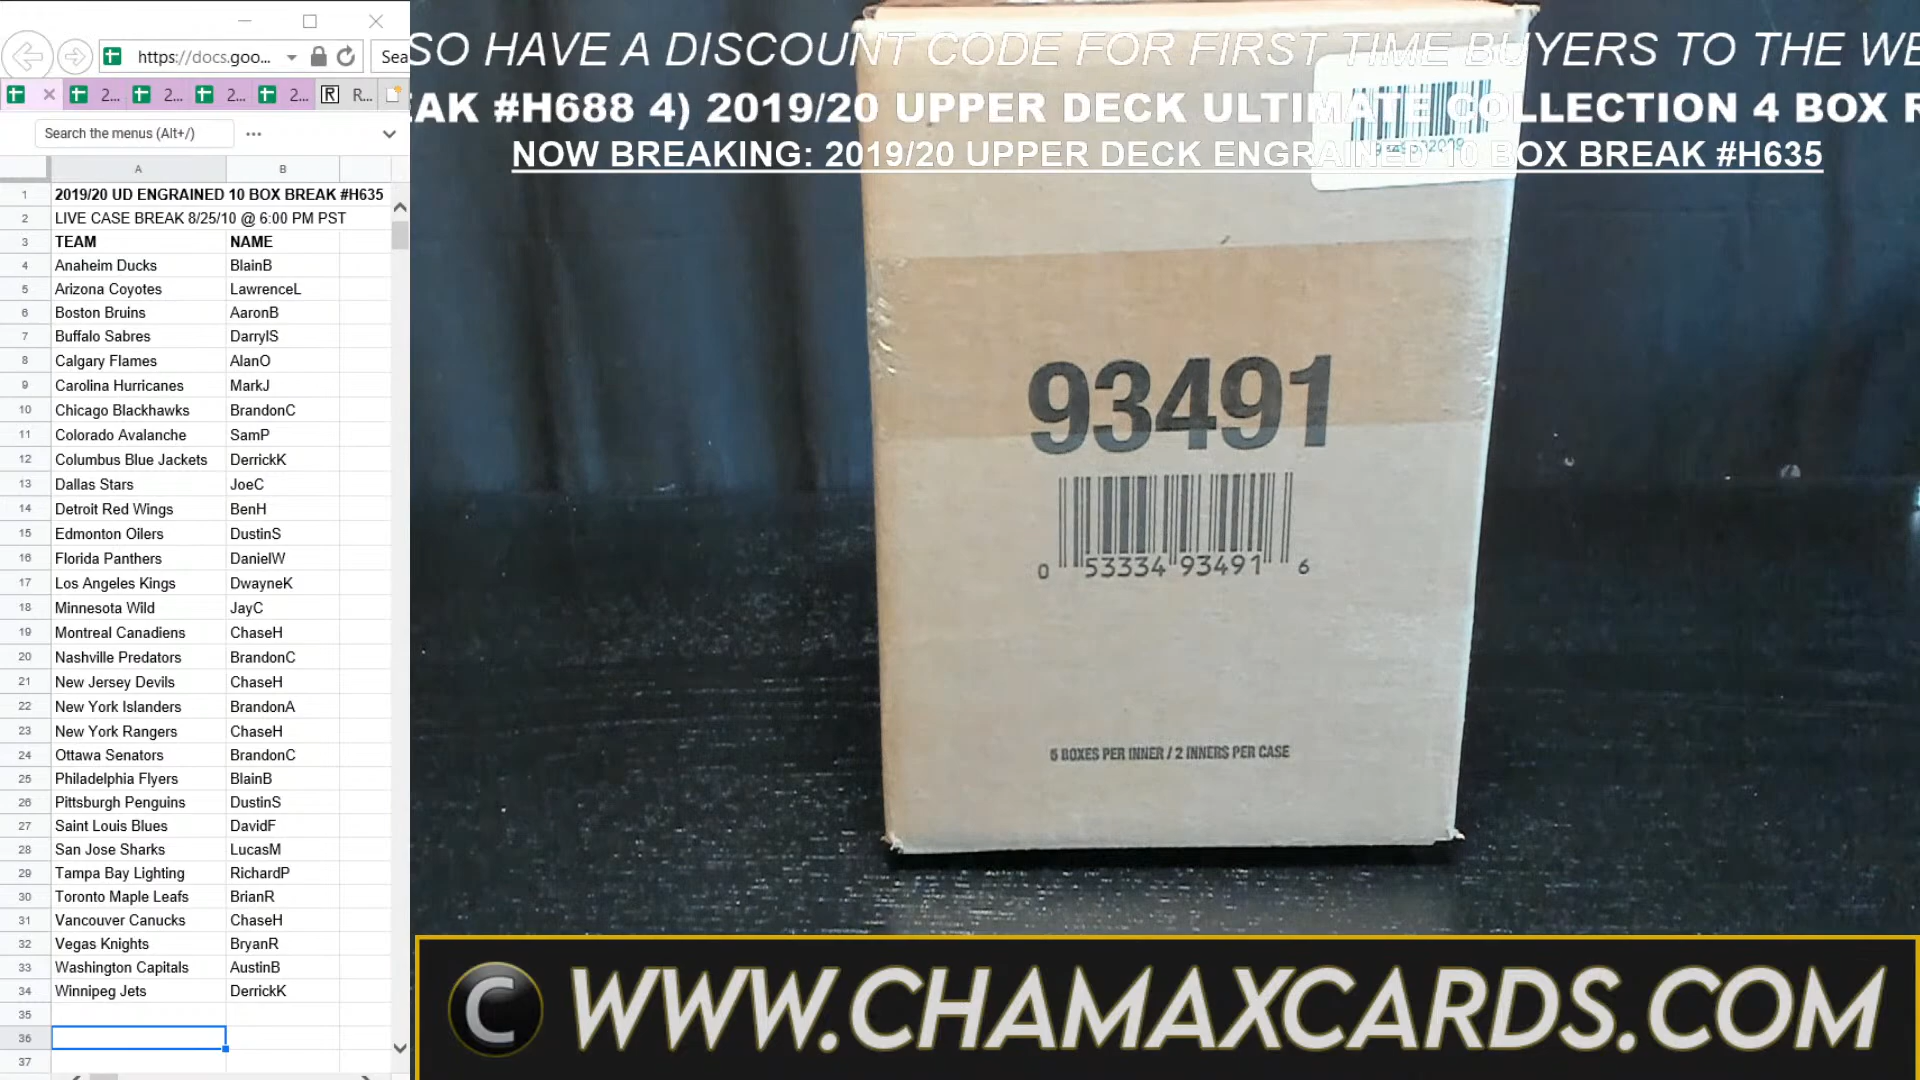 https://docs.goo...
Sea
2...
2...
2...
2...
R
R...
Search the menus (Alt+/)
A B
1 2019/20 UD ENGRAINED 10 BOX BREAK #H635
2 LIVE CASE BREAK 8/25/10 @ 6:00 PM PST
3 TEAM NAME
4 Anaheim Ducks BlainB
5 Arizona Coyotes LawrenceL
6 Boston Bruins AaronB
7 Buffalo Sabres DarrylS
8 Calgary Flames AlanO
9 Carolina Hurricanes MarkJ
10 Chicago Blackhawks BrandonC
11 Colorado Avalanche SamP
12 Columbus Blue Jackets DerrickK
13 Dallas Stars JoeC
14 Detroit Red Wings BenH
15 Edmonton Oilers DustinS
16 Florida Panthers DanielW
17 Los Angeles Kings DwayneK
18 Minnesota Wild JayC
19 Montreal Canadiens ChaseH
20 Nashville Predators BrandonC
21 New Jersey Devils ChaseH
22 New York Islanders BrandonA
23 New York Rangers ChaseH
24 Ottawa Senators BrandonC
25 Philadelphia Flyers BlainB
26 Pittsburgh Penguins DustinS
27 Saint Louis Blues DavidF
28 San Jose Sharks LucasM
29 Tampa Bay Lighting RichardP
30 Toronto Maple Leafs BrianR
31 Vancouver Canucks ChaseH
32 Vegas Knights BryanR
33 Washington Capitals AustinB
34 Winnipeg Jets DerrickK
35
36
37
SO HAVE A DISCOUNT CODE FOR FIRST TIME BUYERS TO THE WE
EAK #H688 4) 2019/20 UPPER DECK ULTIMATE COLLECTION 4 BOX R
NOW BREAKING: 2019/20 UPPER DECK ENGRAINED 10 BOX BREAK #H635
93491
0 53334 93491 6
5 BOXES PER INNER / 2 INNERS PER CASE
C WWW.CHAMAXCARDS.COM